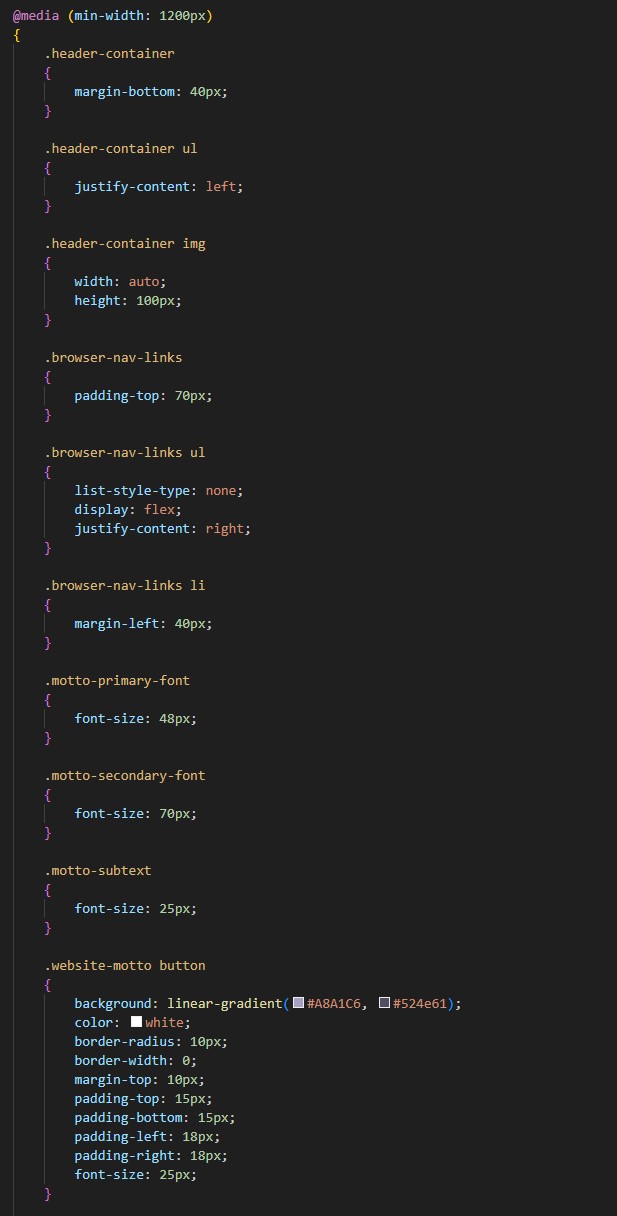 @media (min-width: 1200px)
{
    .header-container
    {
        margin-bottom: 40px;
    }

    .header-container ul
    {
        justify-content: left;
    }

    .header-container img
    {
        width: auto;
        height: 100px;
    }

    .browser-nav-links
    {
        padding-top: 70px;
    }

    .browser-nav-links ul
    {
        list-style-type: none;
        display: flex;
        justify-content: right;
    }

    .browser-nav-links li
    {
        margin-left: 40px;
    }

    .motto-primary-font
    {
        font-size: 48px;
    }

    .motto-secondary-font
    {
        font-size: 70px;
    }

    .motto-subtext
    {
        font-size: 25px;
    }

    .website-motto button
    {
        background: linear-gradient(#A8A1C6, #524e61);
        color: white;
        border-radius: 10px;
        border-width: 0;
        margin-top: 10px;
        padding-top: 15px;
        padding-bottom: 15px;
        padding-left: 18px;
        padding-right: 18px;
        font-size: 25px;
    }